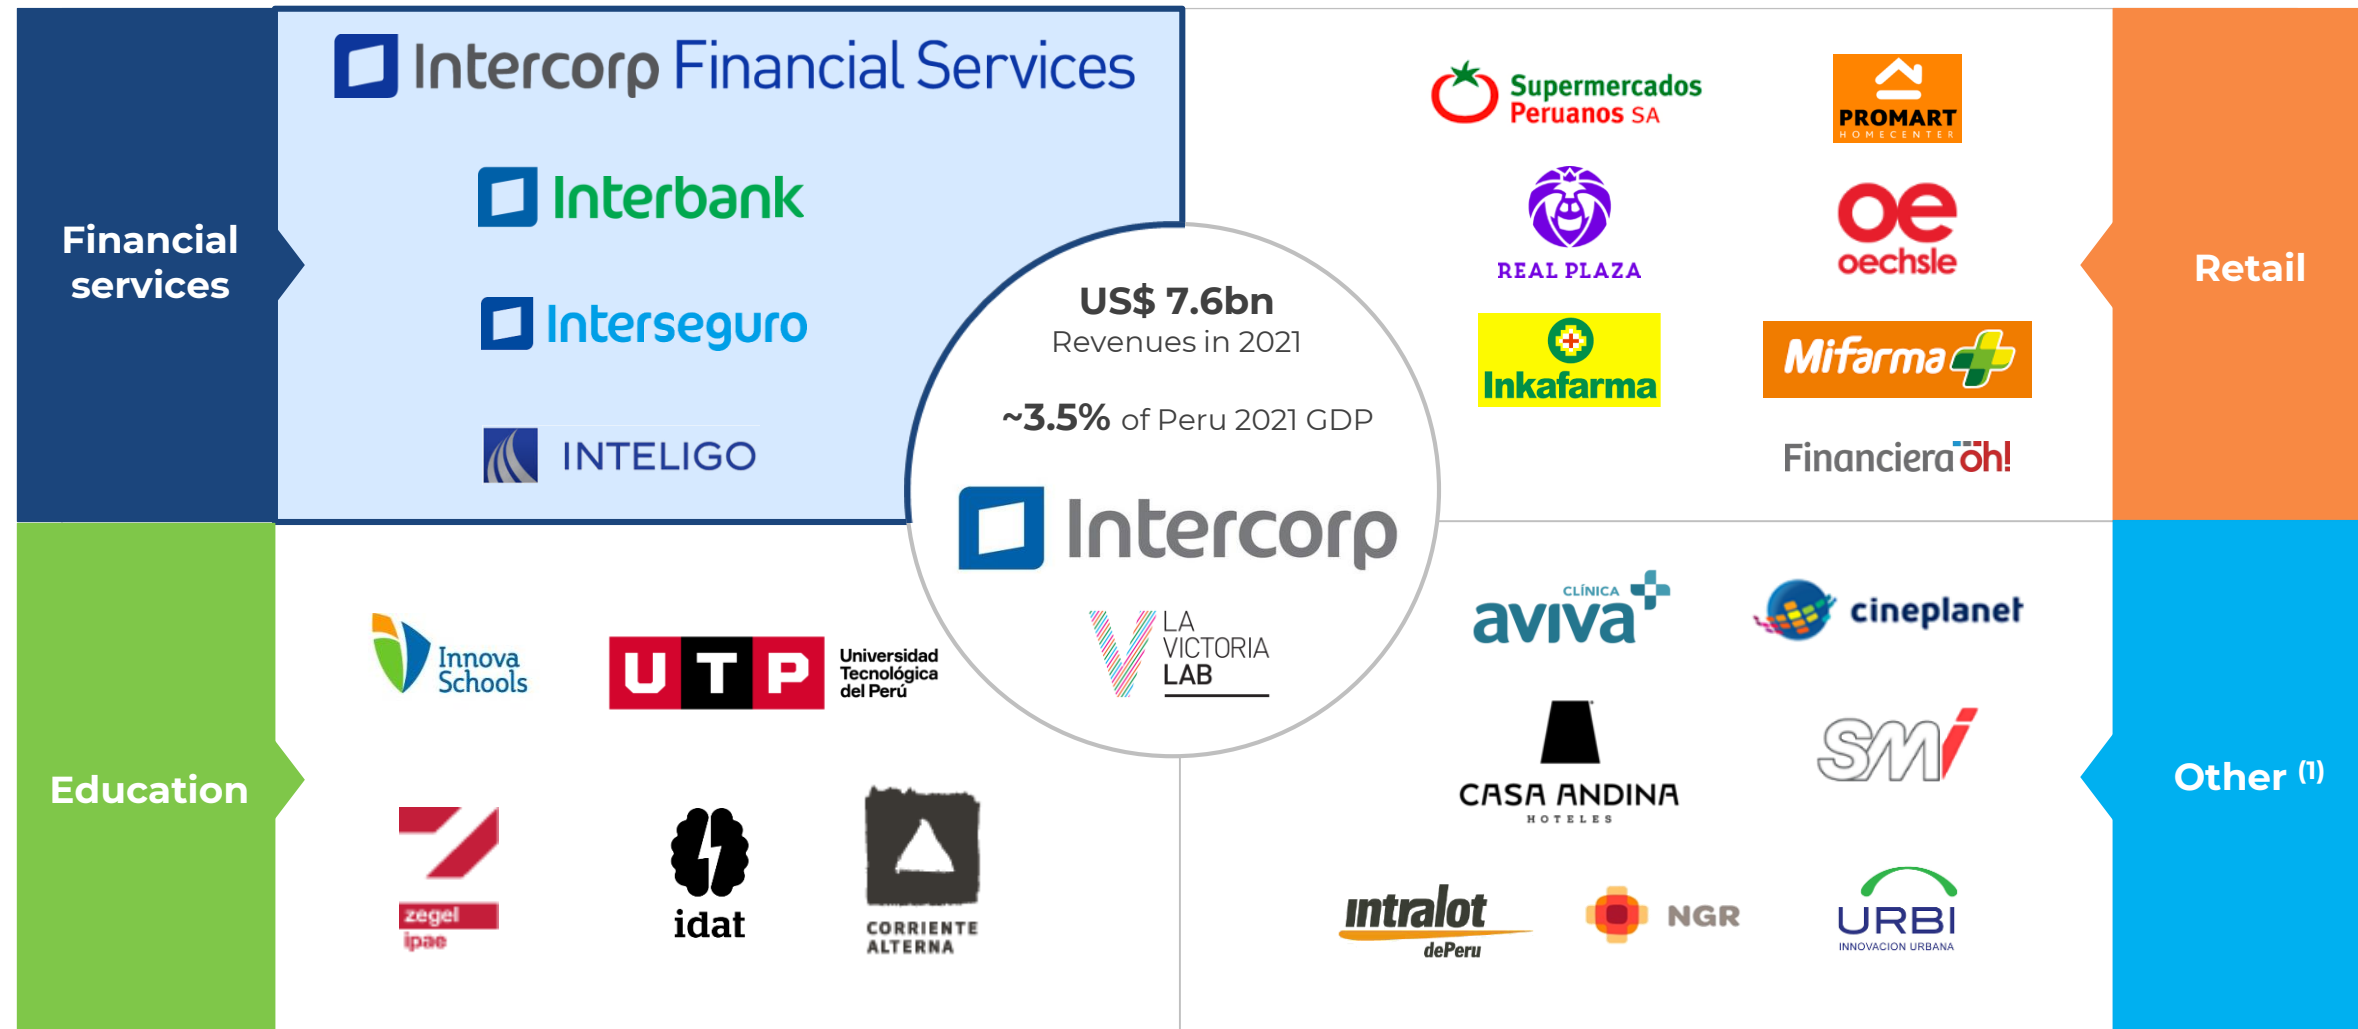 Financial
services
Intercorp Financial Services
Interbank
Interseguro
INTELIGO
US$ 7.6bn
Revenues in 2021
~3.5% of Peru 2021 GDP
Intercorp
LA
VICTORIA
LAB
Supermercados
Peruanos SA
PROMART
HOMECENTER
REAL PLAZA
oe
oechsle
Inkafarma
Mifarma
Financiera oh!
Retail
Education
Innova
Schools
UTP
Universidad
Tecnológica
del Perú
zegel
ipae
idat
CORRIENTE
ALTERNA
CLÍNICA
aviva
cineplanet
CASA ANDINA
HOTELES
SMi
intralot
dePeru
NGR
URBI
INNOVACION URBANA
Other (1)